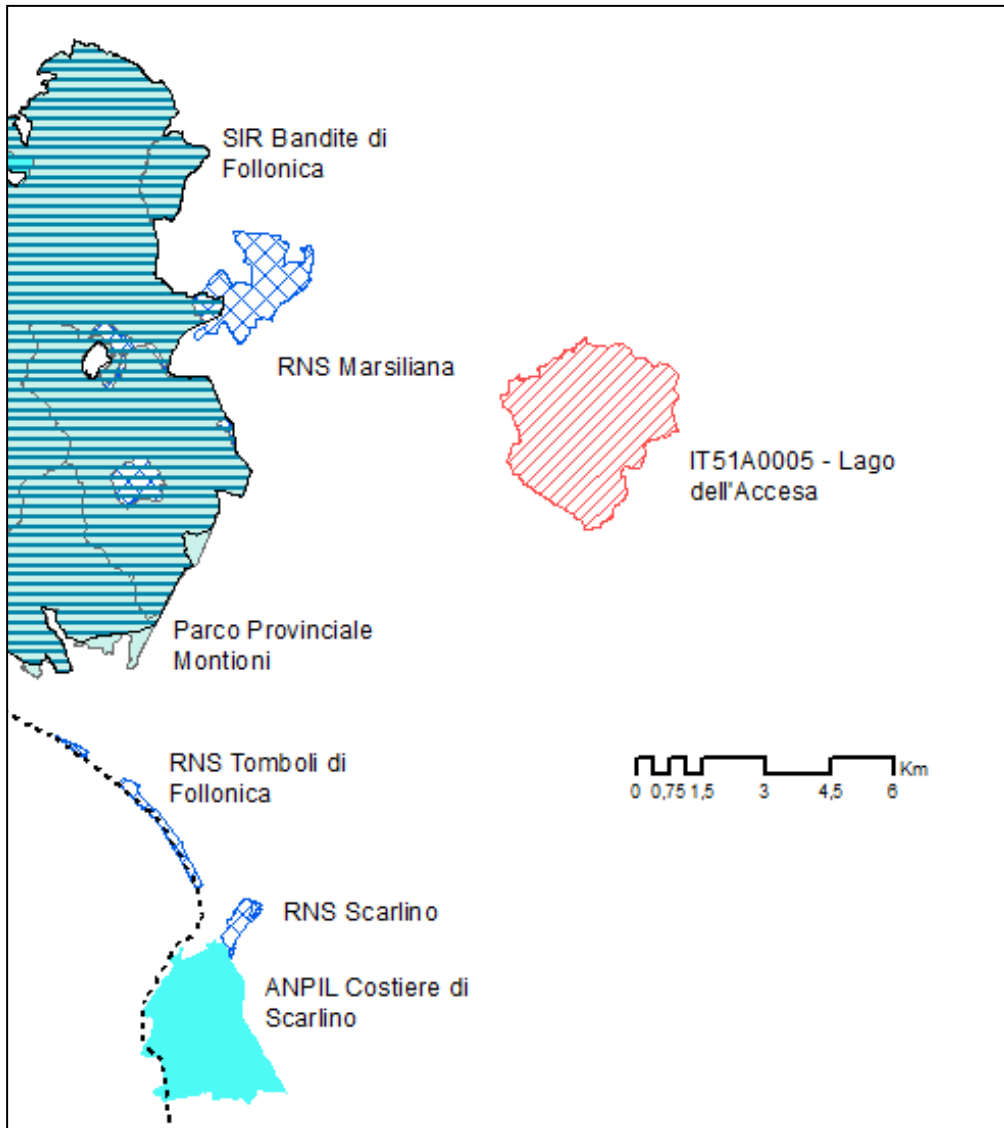 SIR Bandite di
Follonica
RNS Marsiliana
IT51A0005 - Lago
dell'Accesa
Parco Provinciale
Montioni
RNS Tomboli di
Follonica
Km
0 0,75 1,5 3 4,5 6
RNS Scarlino
ANPIL Costiere di
Scarlino